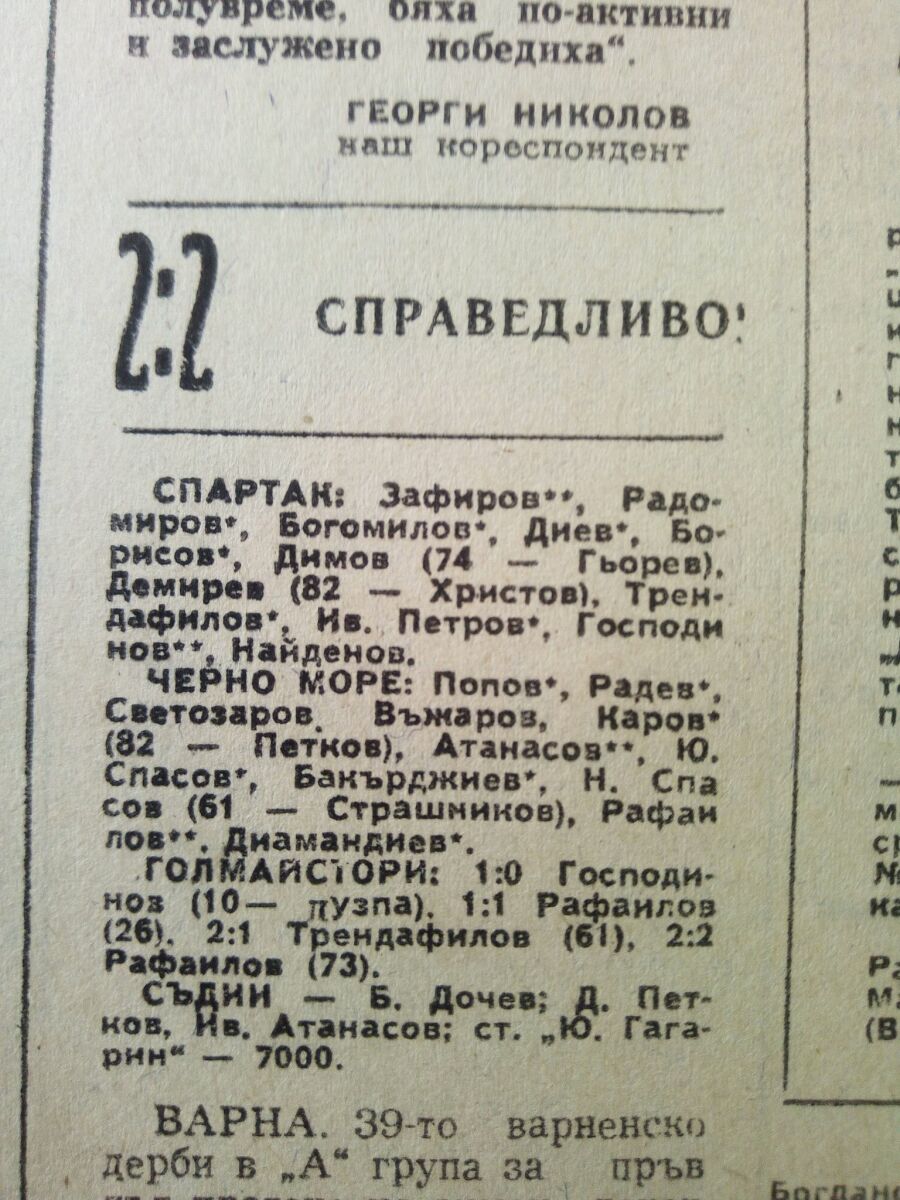 полувреме, бяха по-активни
и заслужено победиха“.
ГЕОРГИ НИКОЛОВ
наш кореспондент
2:2 СПРАВЕДЛИВО!
СПАРТАК: Зафиров**, Радо-
миров*, Богомилов*, Диев*, Бо-
рисов*, Димов (74 — Гьорев),
Демирев (82 — Христов), Трен-
дафилов*, Ив. Петров*, Господи
нов**, Найденов.
ЧЕРНО МОРЕ: Попов*, Радев*,
Светозаров, Въжаров, Каров*
(82 — Петков), Атанасов**, Ю.
Спасов*, Бакърджиев*, Н. Спа
сов (61 — Страшников), Рафаи
лов**, Диамандиев*.
ГОЛМАЙСТОРИ: 1:0 Господи-
нов (10— дузпа), 1:1 Рафаилов
(26), 2:1 Трендафилов (61), 2:2
Рафаилов (73).
СЪДИИ — Б. Дочев; Д. Пет-
ков, Ив. Атанасов; ст. „Ю. Гага-
рин“ — 7000.
ВАРНА. 39-то варненско
дерби в „А“ група за пръв
Богдано